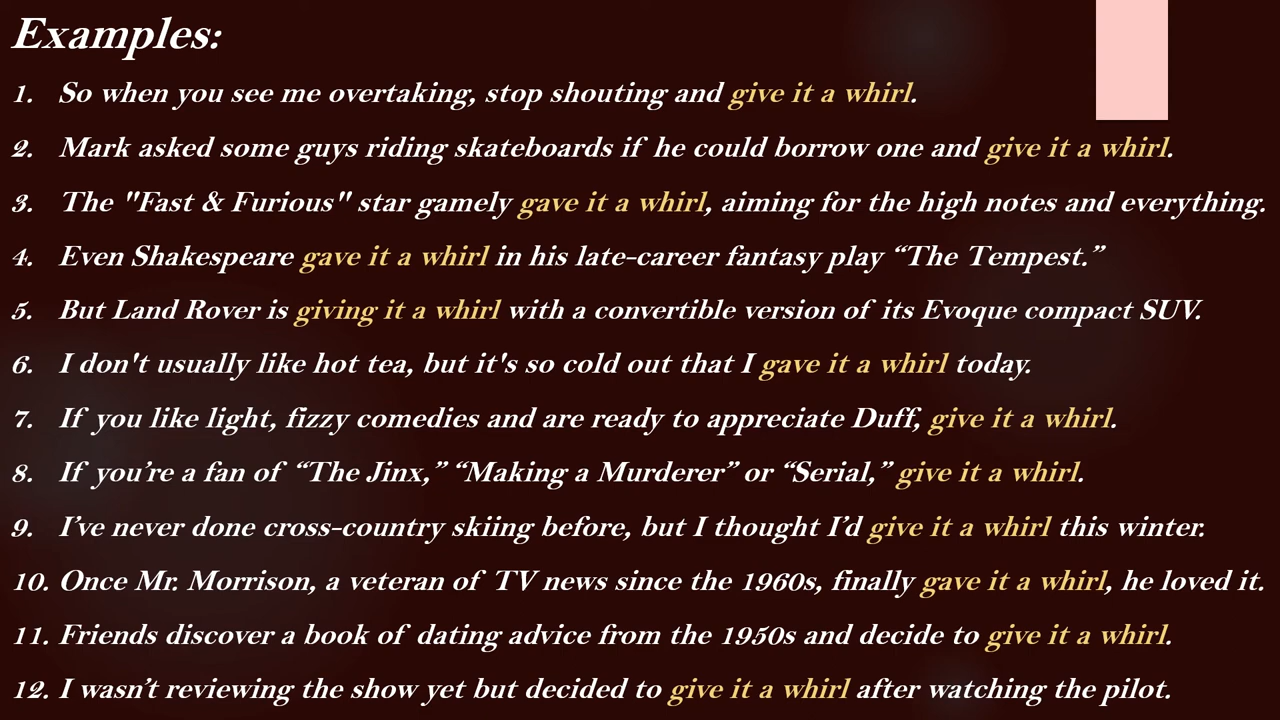 Examples:
1. So when you see me overtaking, stop shouting and give it a whirl.
2. Mark asked some guys riding skateboards if he could borrow one and give it a whirl.
3. The "Fast & Furious" star gamely gave it a whirl, aiming for the high notes and everything.
4. Even Shakespeare gave it a whirl in his late-career fantasy play “The Tempest.”
5. But Land Rover is giving it a whirl with a convertible version of its Evoque compact SUV.
6. I don't usually like hot tea, but it's so cold out that I gave it a whirl today.
7. If you like light, fizzy comedies and are ready to appreciate Duff, give it a whirl.
8. If you’re a fan of “The Jinx,” “Making a Murderer” or “Serial,” give it a whirl.
9. I’ve never done cross-country skiing before, but I thought I’d give it a whirl this winter.
10. Once Mr. Morrison, a veteran of TV news since the 1960s, finally gave it a whirl, he loved it.
11. Friends discover a book of dating advice from the 1950s and decide to give it a whirl.
12. I wasn’t reviewing the show yet but decided to give it a whirl after watching the pilot.